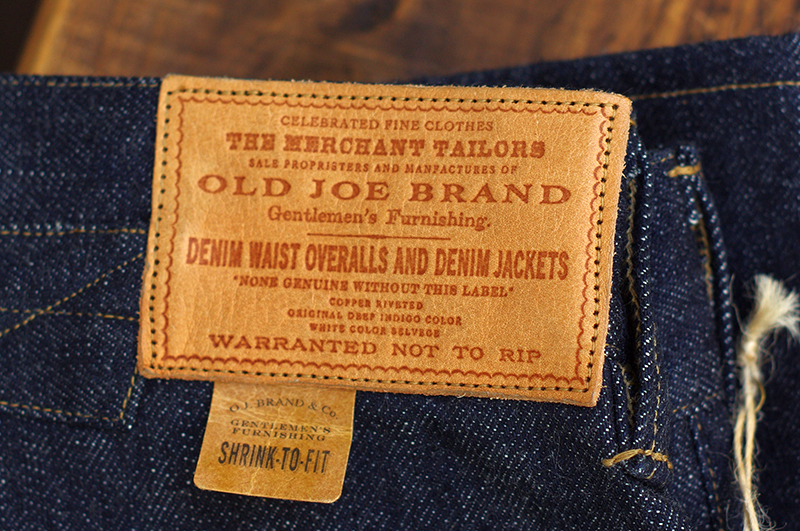 CELEBRATED FINE CLOTHES
THE MERCHANT TAILORS
SALE PROPRISTERS AND MANFACTURES OF
OLD JOE BRAND
Gentlemen's Furnishing.
DENIM WAIST OVERALLS AND DENIM JACKETS
"NONE GENUINE WITHOUT THIS LABEL"
COPPER RIVETED
ORIGINAL DEEP INDIGO COLOR
WHITE COLOR SELVEGE
WARRANTED NOT TO RIP
O.J. BRAND & Co.
GENTLEMEN'S
FURNISHING
SHRINK-TO-FIT